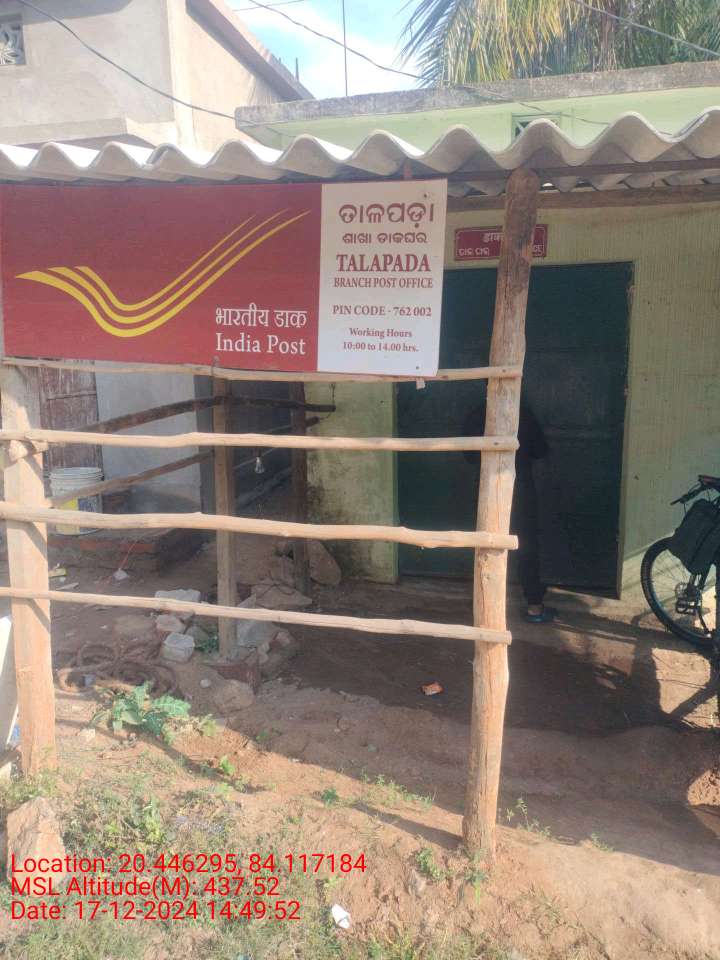 भारतीय डाक
India Post
ତାଳପଡ଼ା
ଶାଖା ଡାକଘର
TALAPADA
BRANCH POST OFFICE
PIN CODE - 762 002
Working Hours
10:00 to 14.00 hrs.
Location: 20.446295, 84.117184
MSL Altitude(M): 437.52
Date: 17-12-2024 14:49:52